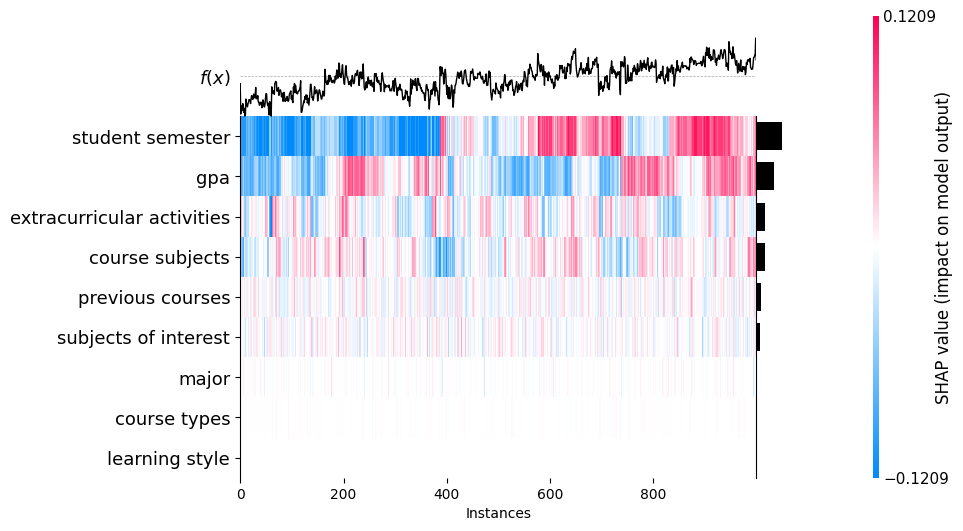 0.1209
f(x)
student semester
gpa
extracurricular activities
course subjects
previous courses
subjects of interest
major
course types
learning style
0 200 400 600 800
Instances
SHAP value (impact on model output)
−0.1209